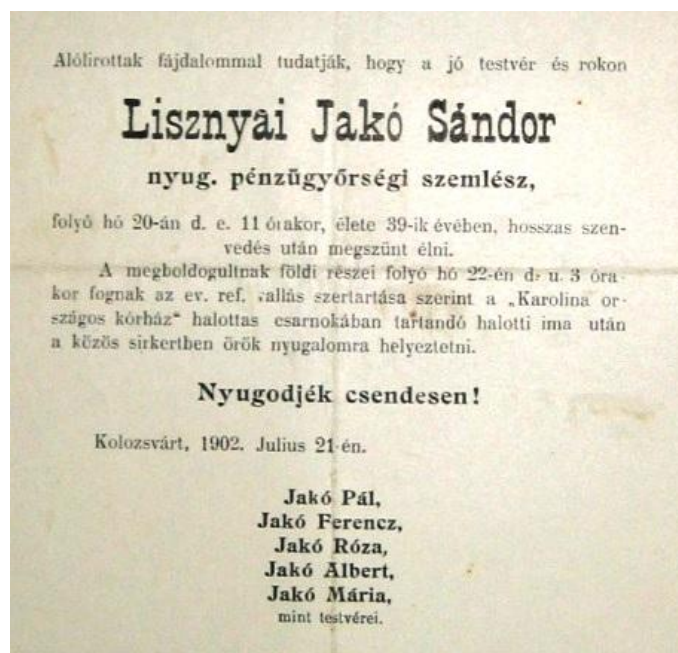 Alólirottak fájdalommal tudatják, hogy a jó testvér és rokon
Lisznyai Jakó Sándor
nyug. pénzügyőrségi szemlész,
folyó hó 20-án d. e. 11 órakor, élete 39-ik évében, hosszas szen-
vedés után megszünt élni.
A megboldogultnak földi részei folyó hó 22-én d. u. 3 óra-
kor fognak az ev. ref. vallás szertartása szerint a „Karolina or-
szágos kórház“ halottas csarnokában tartandó halotti ima után
a közös sirkertben örök nyugalomra helyeztetni.
Nyugodjék csendesen!
Kolozsvárt, 1902. Julius 21-én.
Jakó Pál,
Jakó Ferencz,
Jakó Róza,
Jakó Albert,
Jakó Mária,
mint testvérei.